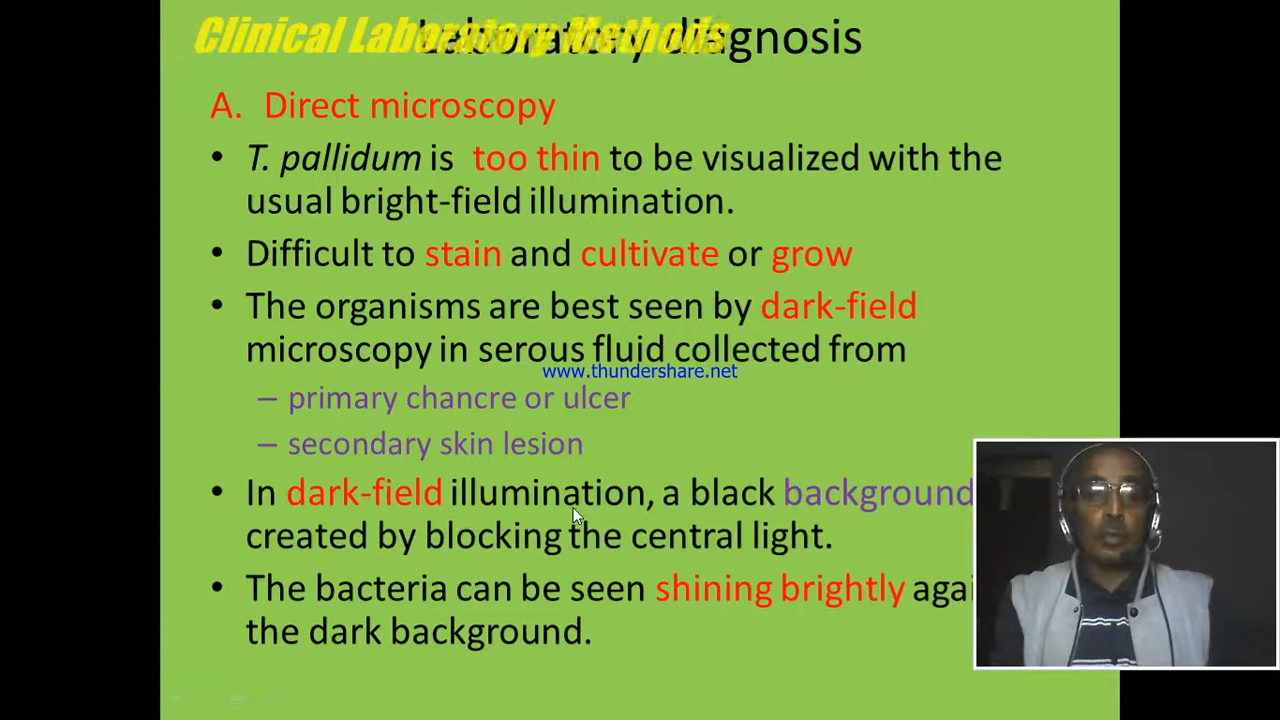 Clinical Laboratory Methods
Laboratory diagnosis
A. Direct microscopy
• T. pallidum is too thin to be visualized with the
usual bright-field illumination.
• Difficult to stain and cultivate or grow
• The organisms are best seen by dark-field
microscopy in serous fluid collected from
www.thundershare.net
– primary chancre or ulcer
– secondary skin lesion
• In dark-field illumination, a black background
created by blocking the central light.
• The bacteria can be seen shining brightly agai
the dark background.